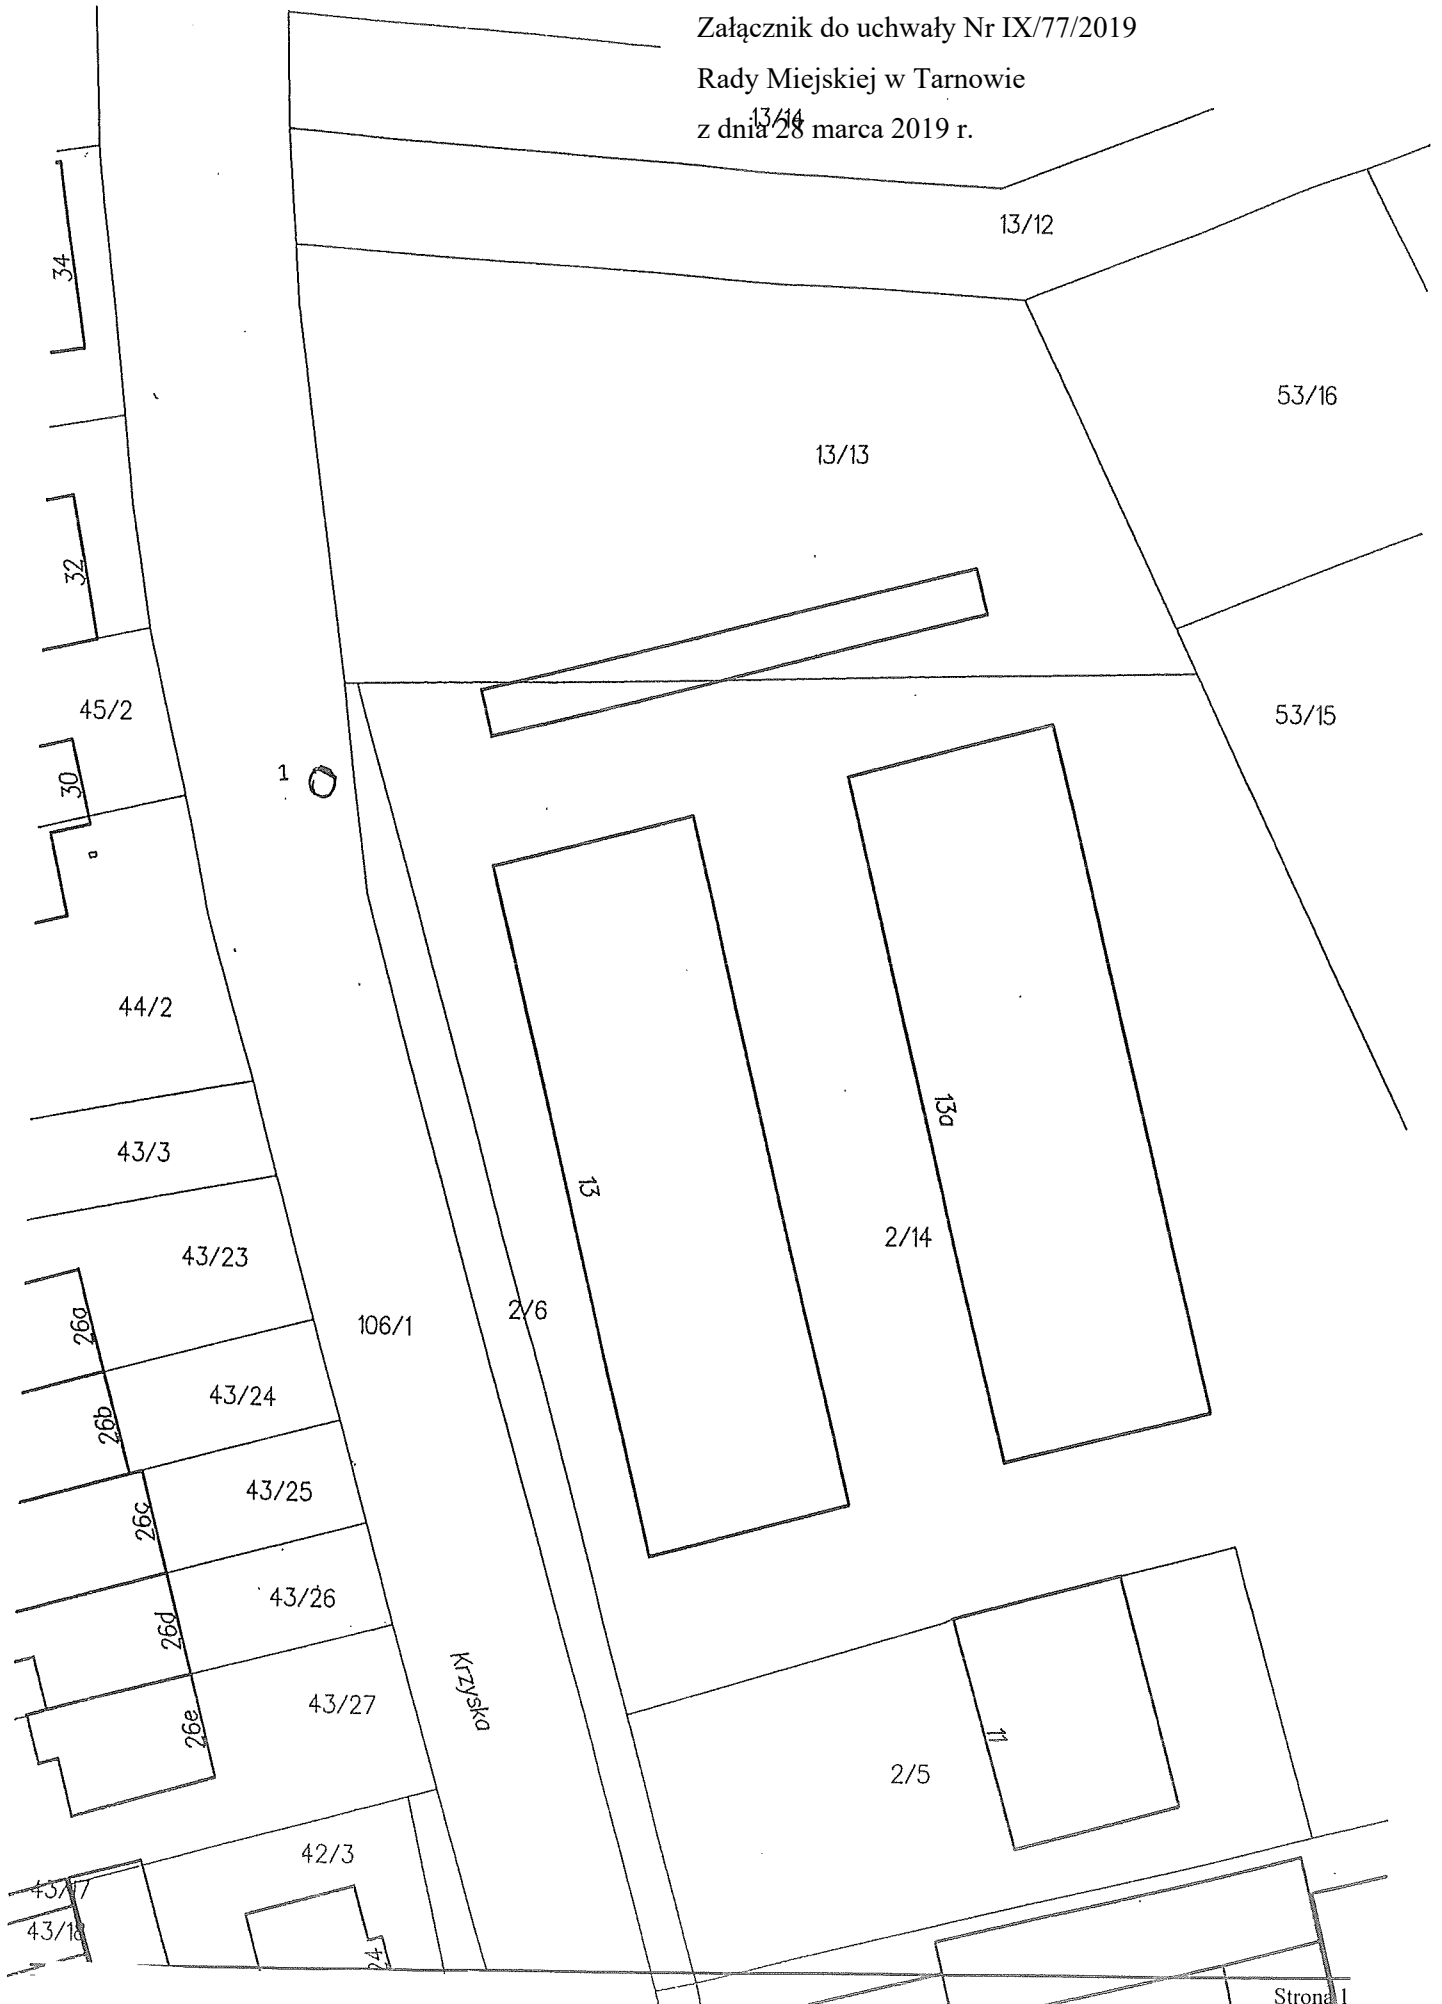 Załącznik do uchwały Nr IX/77/2019
Rady Miejskiej w Tarnowie
13/14
z dnia 28 marca 2019 r.
13/12
34
53/16
13/13
32
45/2
53/15
1
30
44/2
13a
43/3
13
2/14
43/23
2/6
106/1
26a
43/24
26b
43/25
26c
43/26
26d
Krzyska
43/27
26e
11
2/5
42/3
43/17
43/18
24
Strona 1